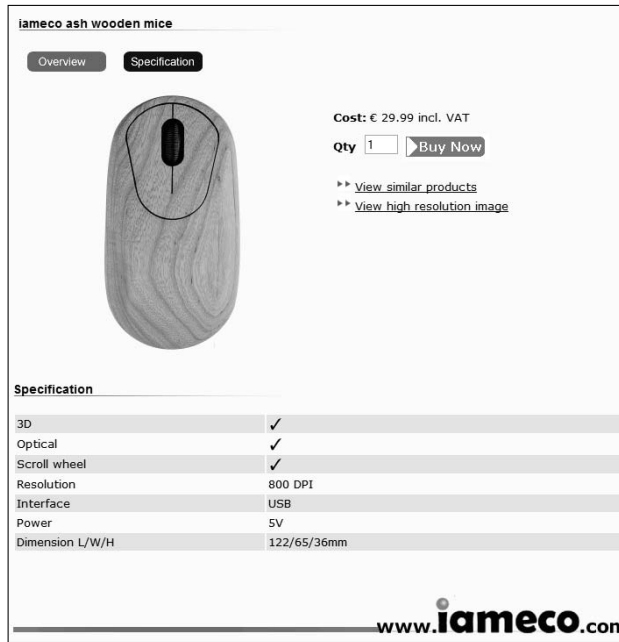 iameco ash wooden mice
Overview Specification
Cost: € 29.99 incl. VAT
Qty 1 Buy Now
View similar products
View high resolution image
Specification
3D ✓
Optical ✓
Scroll wheel ✓
Resolution 800 DPI
Interface USB
Power 5V
Dimension L/W/H 122/65/36mm
www.iameco.com